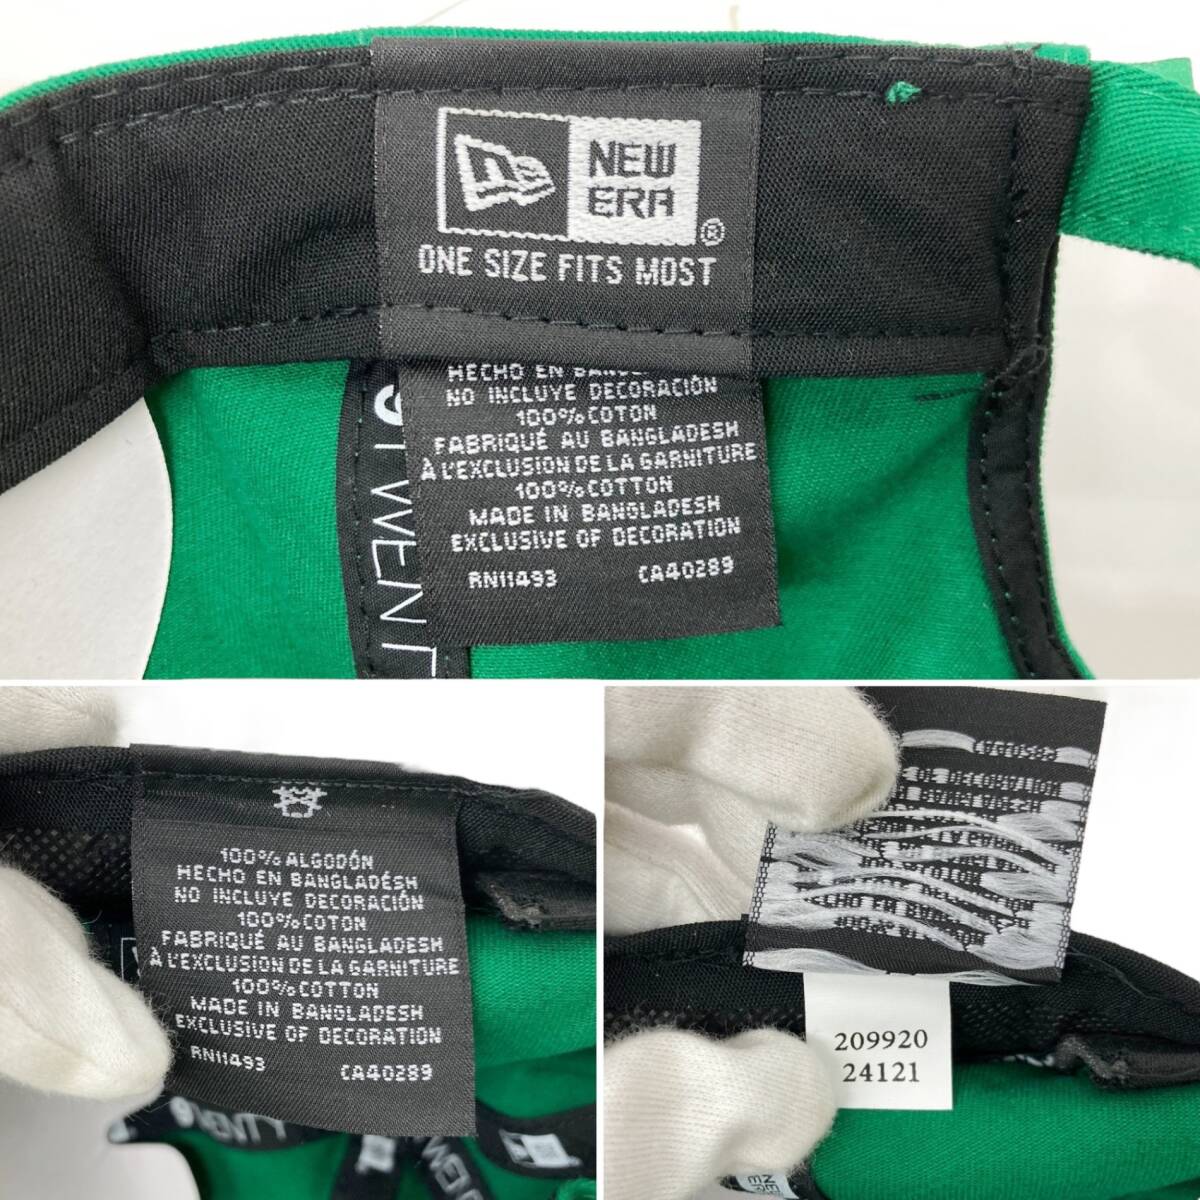 NEW
ERA
®
ONE SIZE FITS MOST
HECHO EN
NO INCLUYE DECORACIÓN
100% COTON
FABRIQUÉ AU BANGLADESH
À L'EXCLUSION DE LA GARNITURE
100% COTTON
MADE IN BANGLADESH
EXCLUSIVE OF DECORATION
RN11493 CA40289
100% ALGODÓN
HECHO EN BANGLADÉSH
NO INCLUYE DECORACIÓN
100% COTON
FABRIQUÉ AU BANGLADESH
À L'EXCLUSION DE LA GARNITURE
100% COTTON
MADE IN BANGLADESH
EXCLUSIVE OF DECORATION
RN11493 CA40289
209920
24121